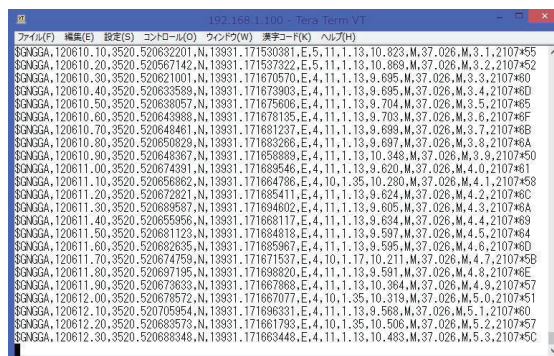 192.168.1.100 - Tera Term VT
ファイル(F) 編集(E) 設定(S) コントロール(O) ウィンドウ(W) 漢字コード(K) ヘルプ(H)
$GNGGA,120610.10,3520.520632201,N,13931.171530381,E,5,11,1.13,10.823,M,37.026,M,3.1,2107*55
$GNGGA,120610.20,3520.520567142,N,13931.171537322,E,5,11,1.13,10.869,M,37.026,M,3.2,2107*52
$GNGGA,120610.30,3520.520621001,N,13931.171670570,E,4,11,1.13,9.695,M,37.026,M,3.3,2107*60
$GNGGA,120610.40,3520.520633589,N,13931.171673903,E,4,11,1.13,9.695,M,37.026,M,3.4,2107*6D
$GNGGA,120610.50,3520.520638057,N,13931.171675606,E,4,11,1.13,9.704,M,37.026,M,3.5,2107*65
$GNGGA,120610.60,3520.520643988,N,13931.171678135,E,4,11,1.13,9.703,M,37.026,M,3.6,2107*6F
$GNGGA,120610.70,3520.520648461,N,13931.171681237,E,4,11,1.13,9.699,M,37.026,M,3.7,2107*6B
$GNGGA,120610.80,3520.520650829,N,13931.171683266,E,4,11,1.13,9.697,M,37.026,M,3.8,2107*6A
$GNGGA,120610.90,3520.520648367,N,13931.171658889,E,4,11,1.13,10.348,M,37.026,M,3.9,2107*50
$GNGGA,120611.00,3520.520674391,N,13931.171689546,E,4,11,1.13,9.620,M,37.026,M,4.0,2107*61
$GNGGA,120611.10,3520.520656862,N,13931.171664786,E,4,10,1.35,10.280,M,37.026,M,4.1,2107*58
$GNGGA,120611.20,3520.520672821,N,13931.171685411,E,4,11,1.13,9.624,M,37.026,M,4.2,2107*6C
$GNGGA,120611.30,3520.520689587,N,13931.171694602,E,4,11,1.13,9.605,M,37.026,M,4.3,2107*6A
$GNGGA,120611.40,3520.520655956,N,13931.171668117,E,4,11,1.13,9.634,M,37.026,M,4.4,2107*69
$GNGGA,120611.50,3520.520681123,N,13931.171684818,E,4,11,1.13,9.597,M,37.026,M,4.5,2107*64
$GNGGA,120611.60,3520.520682635,N,13931.171685967,E,4,11,1.13,9.595,M,37.026,M,4.6,2107*6D
$GNGGA,120611.70,3520.520674759,N,13931.171671537,E,4,10,1.17,10.211,M,37.026,M,4.7,2107*5B
$GNGGA,120611.80,3520.520697195,N,13931.171698820,E,4,11,1.13,9.591,M,37.026,M,4.8,2107*6E
$GNGGA,120611.90,3520.520673633,N,13931.171667868,E,4,11,1.13,10.364,M,37.026,M,4.9,2107*57
$GNGGA,120612.00,3520.520678572,N,13931.171667077,E,4,10,1.35,10.319,M,37.026,M,5.0,2107*51
$GNGGA,120612.10,3520.520705954,N,13931.171696331,E,4,11,1.13,9.568,M,37.026,M,5.1,2107*60
$GNGGA,120612.20,3520.520683573,N,13931.171661793,E,4,10,1.35,10.506,M,37.026,M,5.2,2107*57
$GNGGA,120612.30,3520.520688348,N,13931.171663448,E,4,11,1.13,10.483,M,37.026,M,5.3,2107*5C